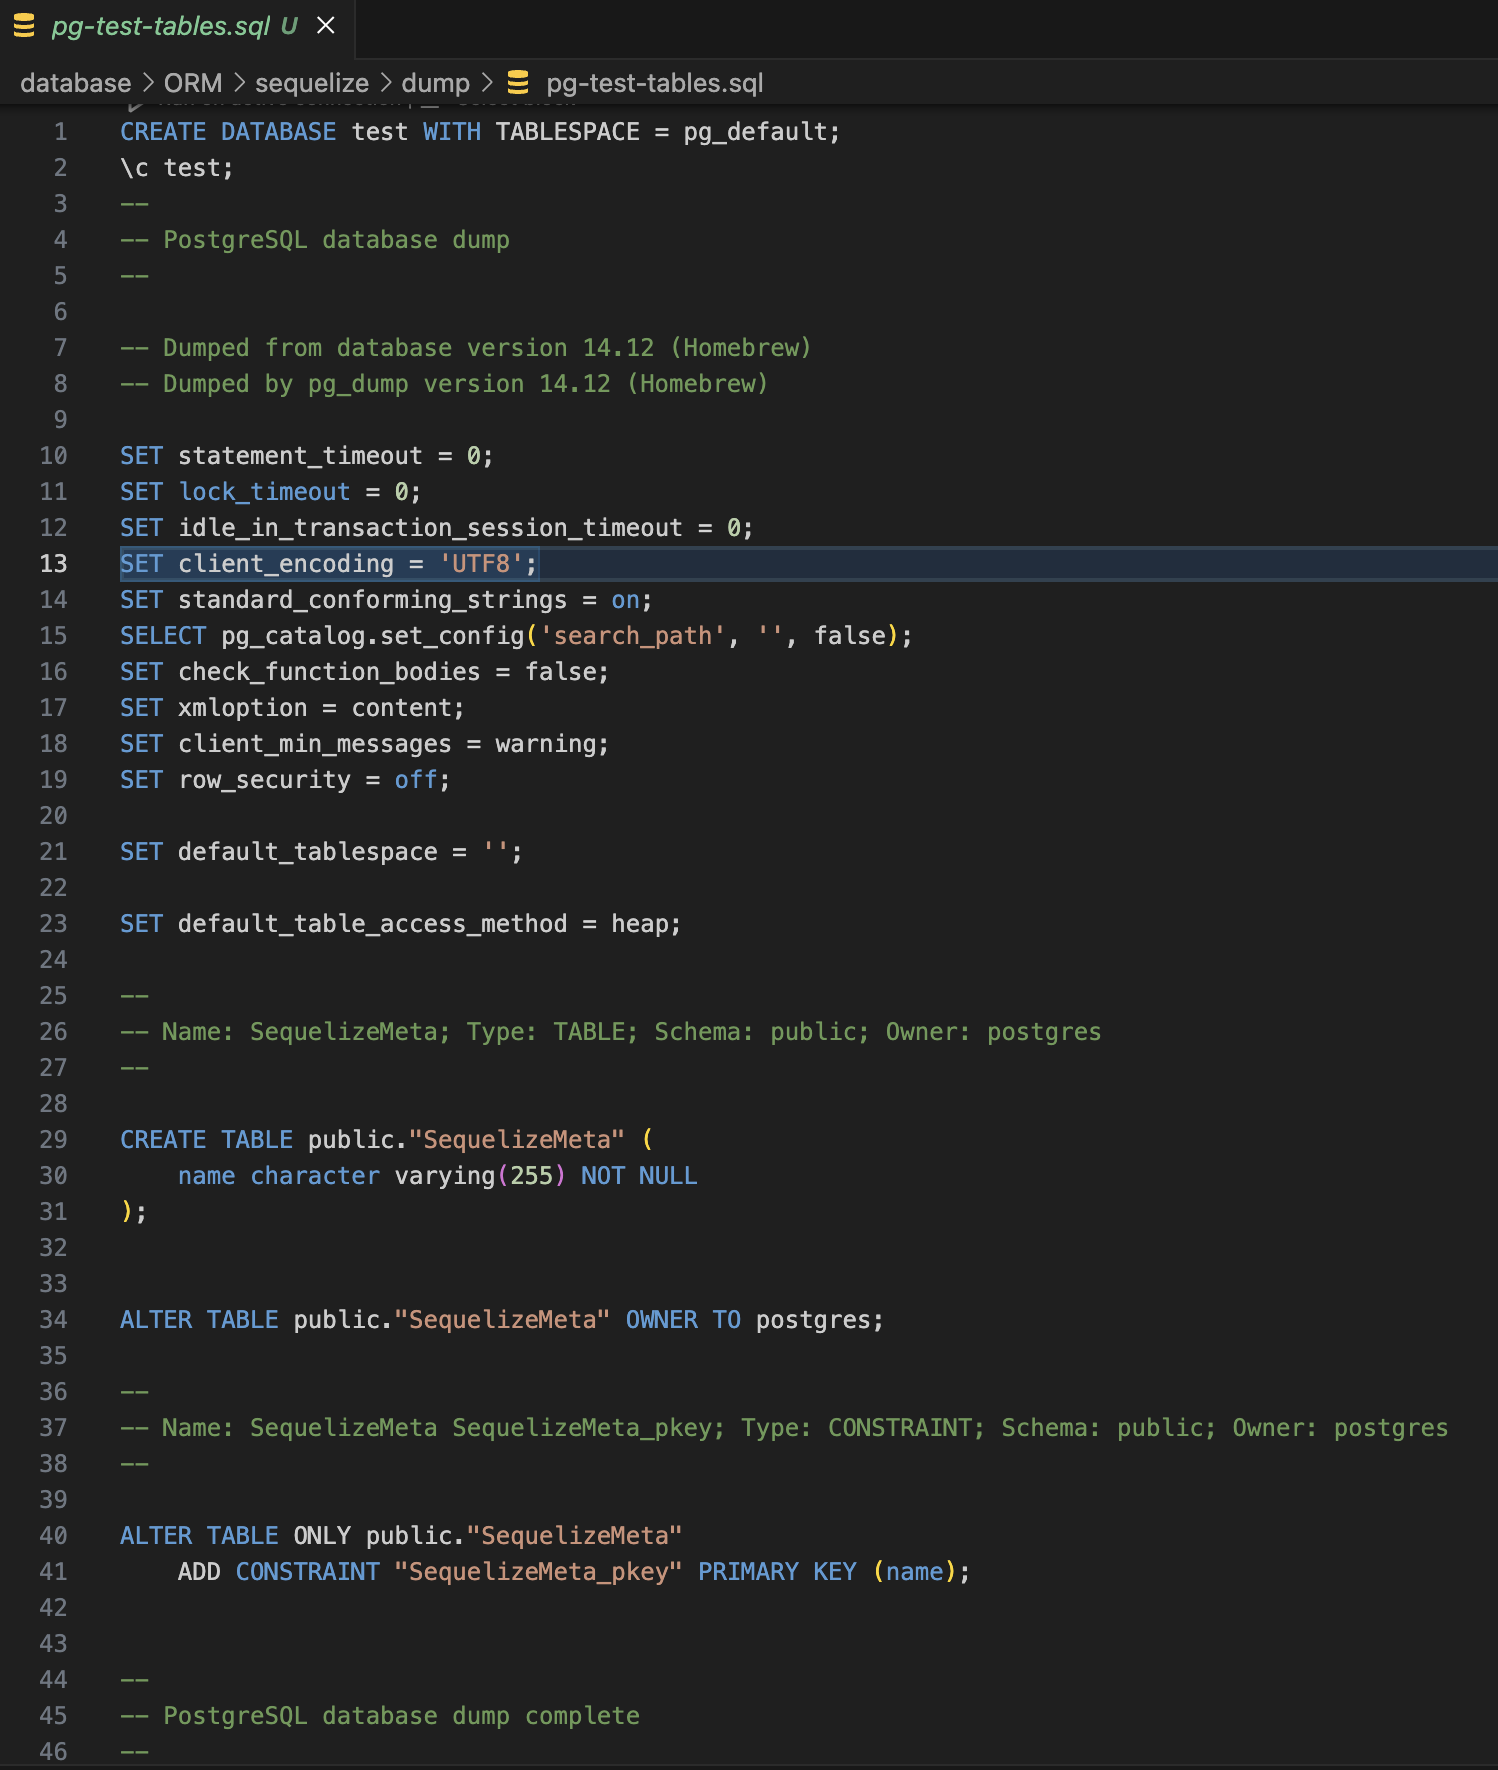 pg-test-tables.sql U
database > ORM > sequelize > dump > pg-test-tables.sql
1 CREATE DATABASE test WITH TABLESPACE = pg_default;
2 \c test;
3 --
4 -- PostgreSQL database dump
5 --
6
7 -- Dumped from database version 14.12 (Homebrew)
8 -- Dumped by pg_dump version 14.12 (Homebrew)
9
10 SET statement_timeout = 0;
11 SET lock_timeout = 0;
12 SET idle_in_transaction_session_timeout = 0;
13 SET client_encoding = 'UTF8';
14 SET standard_conforming_strings = on;
15 SELECT pg_catalog.set_config('search_path', '', false);
16 SET check_function_bodies = false;
17 SET xmloption = content;
18 SET client_min_messages = warning;
19 SET row_security = off;
20
21 SET default_tablespace = '';
22
23 SET default_table_access_method = heap;
24
25 --
26 -- Name: SequelizeMeta; Type: TABLE; Schema: public; Owner: postgres
27 --
28
29 CREATE TABLE public."SequelizeMeta" (
30     name character varying(255) NOT NULL
31 );
32
33
34 ALTER TABLE public."SequelizeMeta" OWNER TO postgres;
35
36 --
37 -- Name: SequelizeMeta SequelizeMeta_pkey; Type: CONSTRAINT; Schema: public; Owner: postgres
38 --
39
40 ALTER TABLE ONLY public."SequelizeMeta"
41     ADD CONSTRAINT "SequelizeMeta_pkey" PRIMARY KEY (name);
42
43
44 --
45 -- PostgreSQL database dump complete
46 --